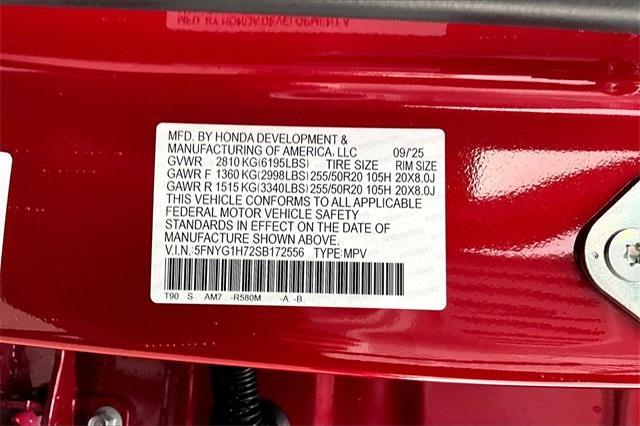 MFD. BY HONDA DEVELOPMENT &
MANUFACTURING OF AMERICA, LLC 09/'25
GVWR 2810 KG(6195LBS) TIRE SIZE RIM SIZE
GAWR F 1360 KG(2998LBS) 255/50R20 105H 20X8.0J
GAWR R 1515 KG(3340LBS) 255/50R20 105H 20X8.0J
THIS VEHICLE CONFORMS TO ALL APPLICABLE
FEDERAL MOTOR VEHICLE SAFETY
STANDARDS IN EFFECT ON THE DATE OF
MANUFACTURE SHOWN ABOVE.
V.I.N.:5FNYG1H72SB172556 TYPE:MPV
T90 S AM7 -R580M -A -B